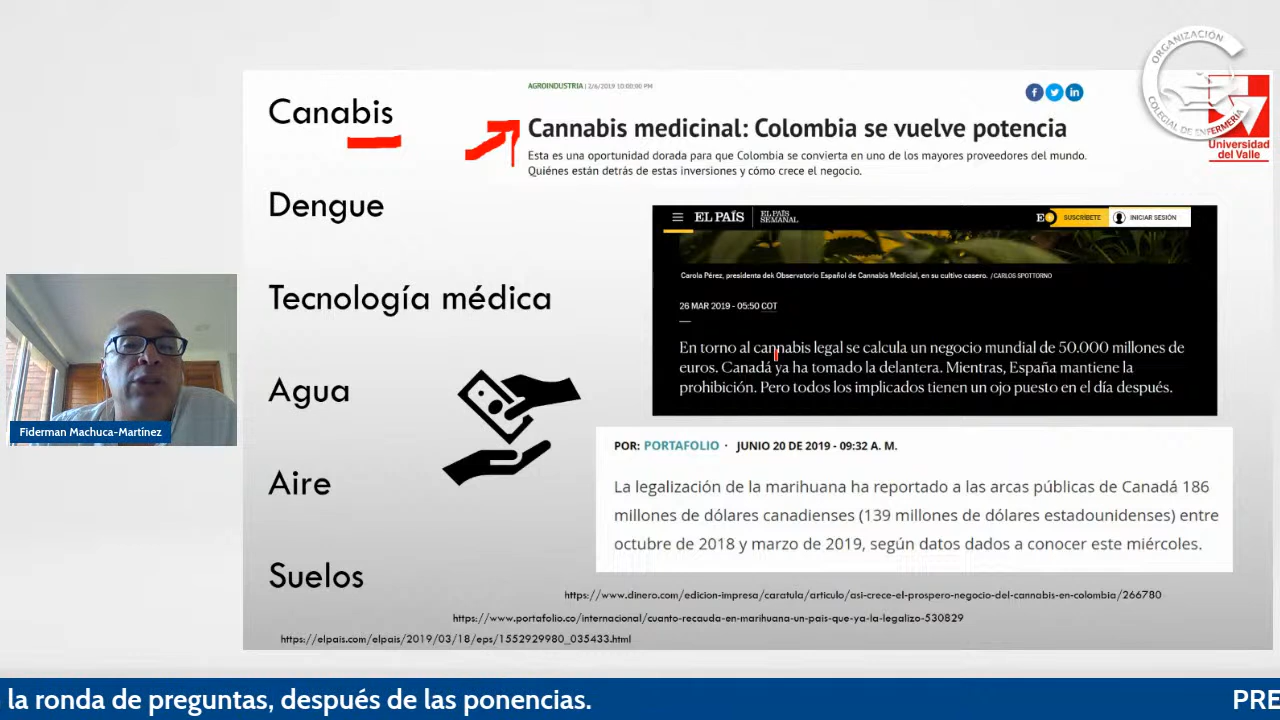 Canabis
Dengue
Tecnología médica
Agua
Aire
Suelos
AGROINDUSTRIA | 2/6/2019 10:00:00 PM
Cannabis medicinal: Colombia se vuelve potencia
Esta es una oportunidad dorada para que Colombia se convierta en uno de los mayores proveedores del mundo.
Quiénes están detrás de estas inversiones y cómo crece el negocio.
ORGANIZACIÓN
COLEGIAL DE ENFERMERÍA
Universidad
del Valle
EL PAÍS
EL PAÍS
SEMANAL
SUSCRÍBETE
INICIAR SESIÓN
Carola Pérez, presidenta dek Observatorio Español de Cannabis Medicial, en su cultivo casero. / CARLOS SPOTTORNO
26 MAR 2019 - 05:50 COT
En torno al cannabis legal se calcula un negocio mundial de 50.000 millones de
euros. Canadá ya ha tomado la delantera. Mientras, España mantiene la
prohibición. Pero todos los implicados tienen un ojo puesto en el día después.
POR: PORTAFOLIO · JUNIO 20 DE 2019 - 09:32 A. M.
La legalización de la marihuana ha reportado a las arcas públicas de Canadá 186
millones de dólares canadienses (139 millones de dólares estadounidenses) entre
octubre de 2018 y marzo de 2019, según datos dados a conocer este miércoles.
https://www.dinero.com/edicion-impresa/caratula/articulo/asi-crece-el-prospero-negocio-del-cannabis-en-colombia/266780
https://www.portafolio.co/internacional/cuanto-recauda-en-marihuana-un-pais-que-ya-la-legalizo-530829
https://elpais.com/elpais/2019/03/18/eps/1552929980_035433.html
Fiderman Machuca-Martínez
la ronda de preguntas, después de las ponencias.
PRE